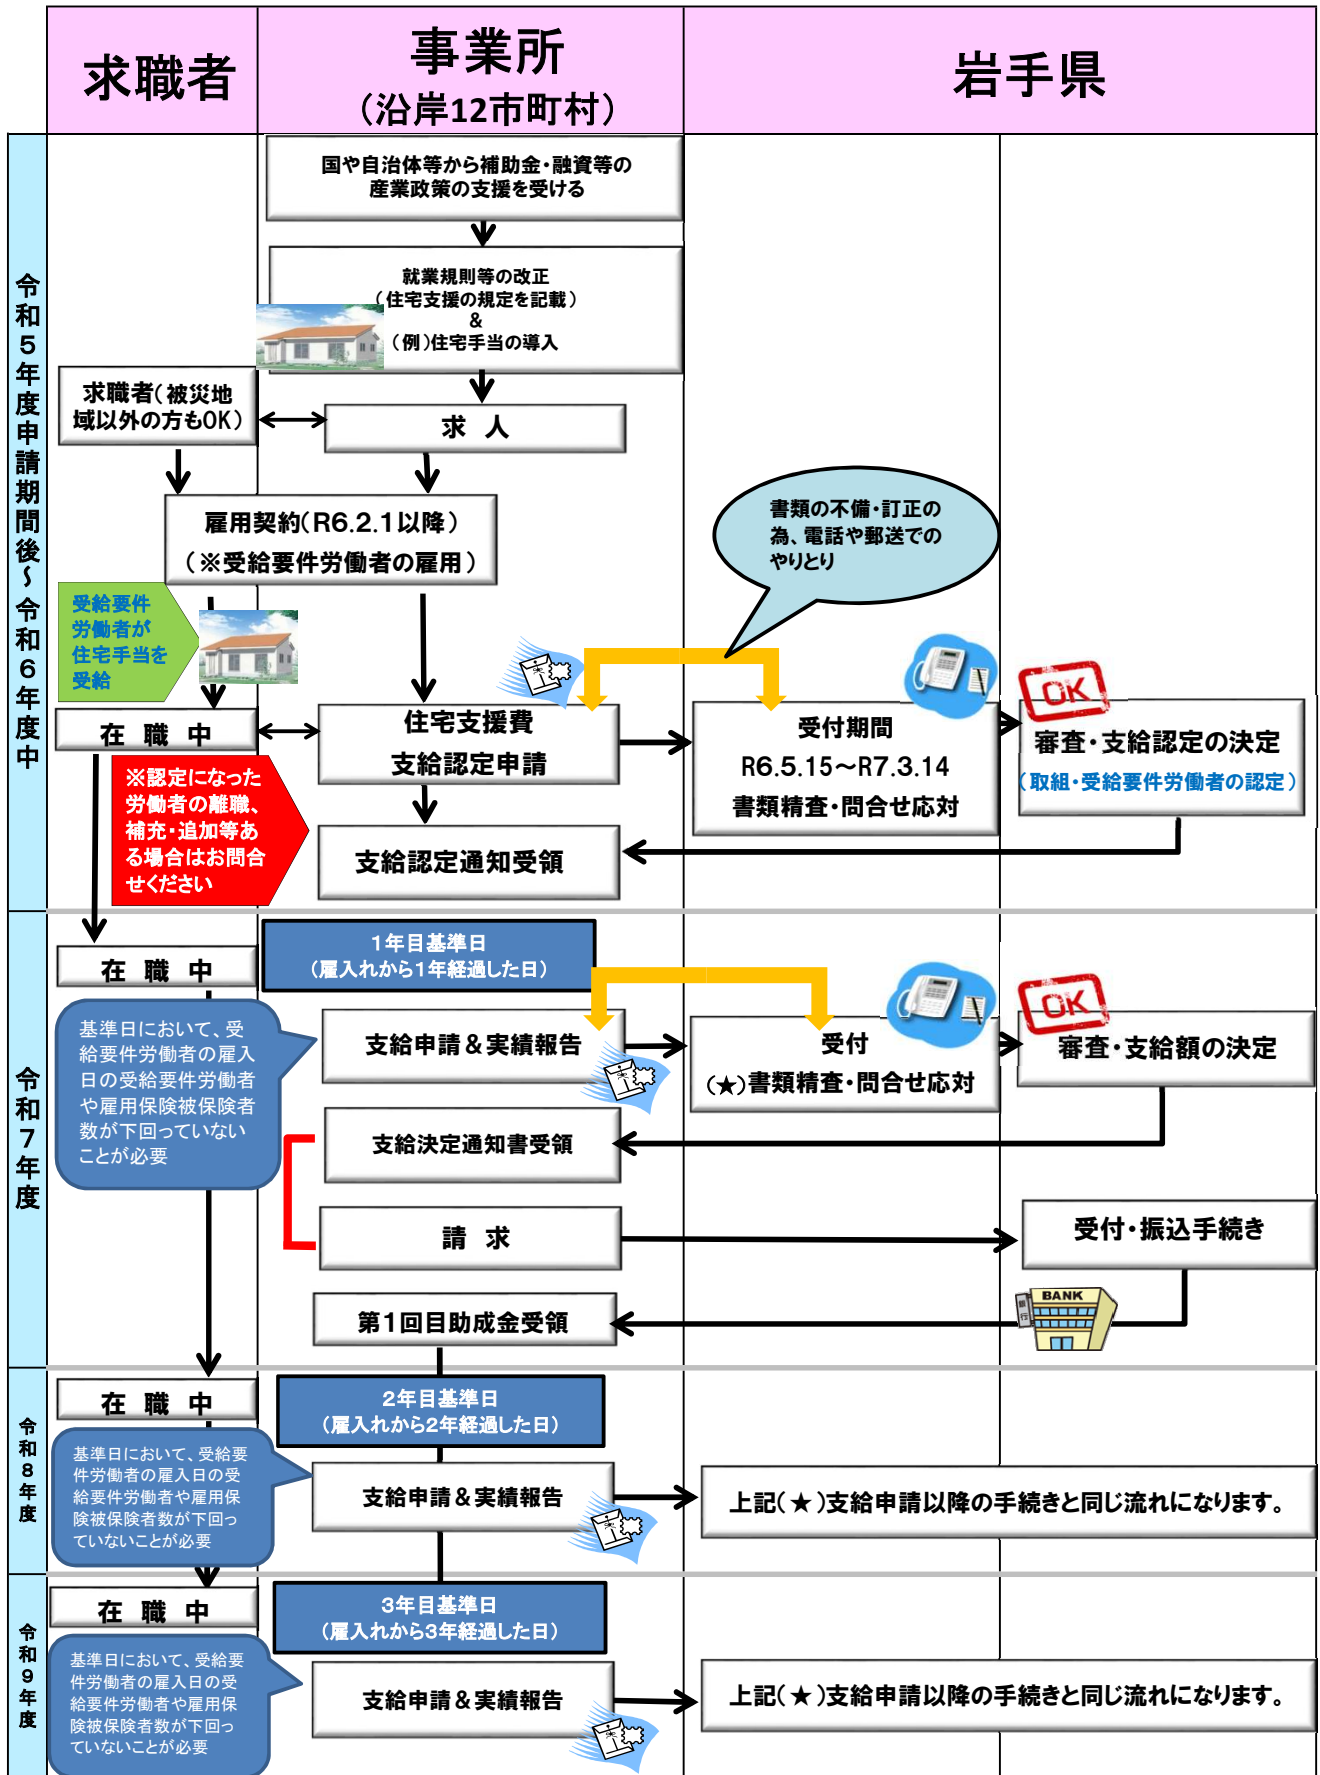 求職者
事業所
（沿岸12市町村）
岩手県
令和5年度申請期間後～令和6年度中
国や自治体等から補助金・融資等の
産業政策の支援を受ける
就業規則等の改正
（住宅支援の規定を記載）
&
（例）住宅手当の導入
求職者（被災地
域以外の方もOK）
求　人
雇用契約（R6.2.1以降）
（※受給要件労働者の雇用）
書類の不備・訂正の
為、電話や郵送での
やりとり
受給要件
労働者が
住宅手当を
受給
在　職　中
住宅支援費
支給認定申請
受付期間
R6.5.15～R7.3.14
書類精査・問合せ応対
OK
審査・支給認定の決定
（取組・受給要件労働者の認定）
※認定になった
労働者の離職、
補充・追加等あ
る場合はお問合
せください
支給認定通知受領
令和7年度
在　職　中
1年目基準日
（雇入れから1年経過した日）
基準日において、受
給要件労働者の雇入
日の受給要件労働者
や雇用保険被保険者
数が下回っていない
ことが必要
支給申請＆実績報告
受付
（★）書類精査・問合せ応対
OK
審査・支給額の決定
支給決定通知書受領
請　求
受付・振込手続き
第1回目助成金受領
銀行
BANK
令和8年度
在　職　中
2年目基準日
（雇入れから2年経過した日）
基準日において、受給要
件労働者の雇入日の受
給要件労働者や雇用保
険被保険者数が下回っ
ていないことが必要
支給申請＆実績報告
上記（★）支給申請以降の手続きと同じ流れになります。
令和9年度
在　職　中
3年目基準日
（雇入れから3年経過した日）
基準日において、受給要
件労働者の雇入日の受
給要件労働者や雇用保
険被保険者数が下回っ
ていないことが必要
支給申請＆実績報告
上記（★）支給申請以降の手続きと同じ流れになります。